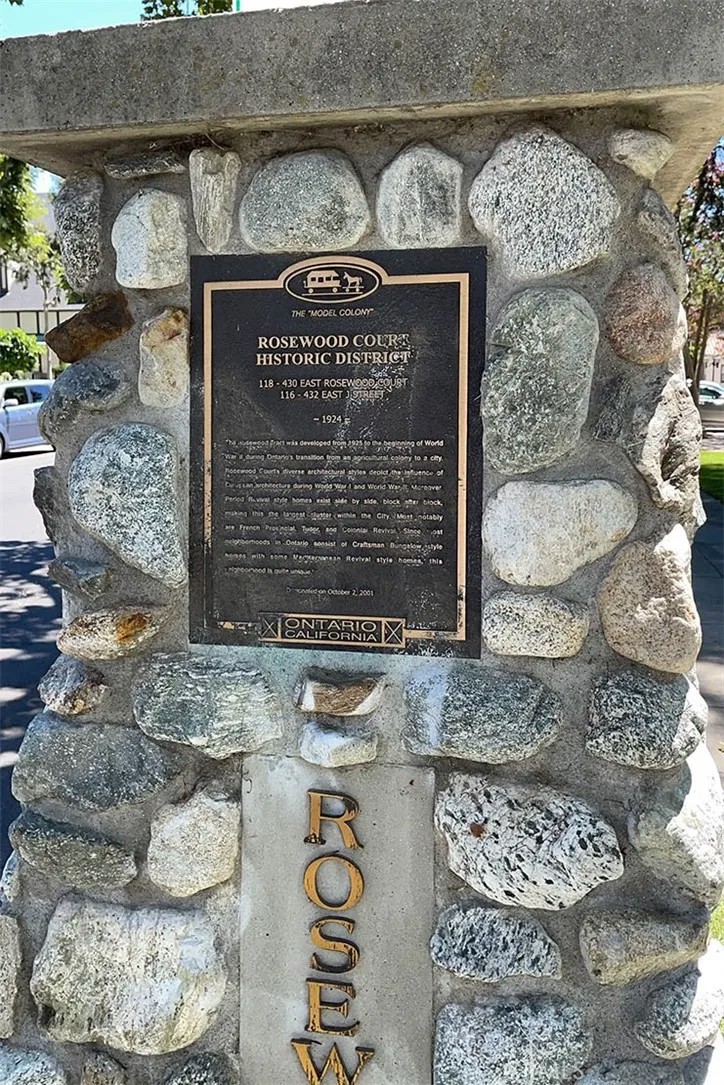 THE "MODEL COLONY"
ROSEWOOD COURT
HISTORIC DISTRICT
118 - 430 EAST ROSEWOOD COURT
116 - 432 EAST J STREET
– 1924 –
The Rosewood Tract was developed from 1925 to the beginning of World
War II during Ontario's transition from an agricultural colony to a city.
Rosewood Court's diverse architectural styles depict the influence of
European architecture during World War I and World War II. Moreover
Period Revival style homes exist side by side, block after block,
making this the largest cluster within the City. Most notably
are French Provincial, Tudor, and Colonial Revival. Since most
neighborhoods in Ontario consist of Craftsman Bungalow style
homes with some Mediterranean Revival style homes, this
neighborhood is quite unique.
Designated on October 2, 2001
ONTARIO
CALIFORNIA
ROSEW